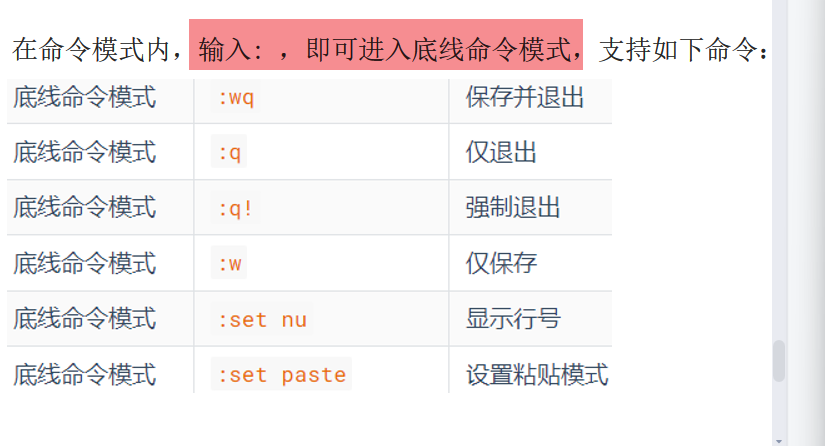 在命令模式内，输入: ，即可进入底线命令模式，支持如下命令：
底线命令模式 :wq 保存并退出
底线命令模式 :q 仅退出
底线命令模式 :q! 强制退出
底线命令模式 :w 仅保存
底线命令模式 :set nu 显示行号
底线命令模式 :set paste 设置粘贴模式